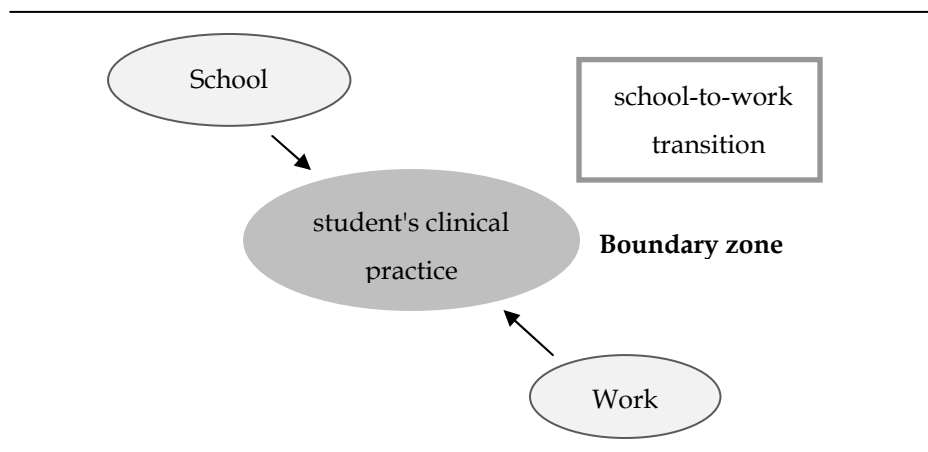 School
school-to-work
transition
student's clinical
practice
Boundary zone
Work